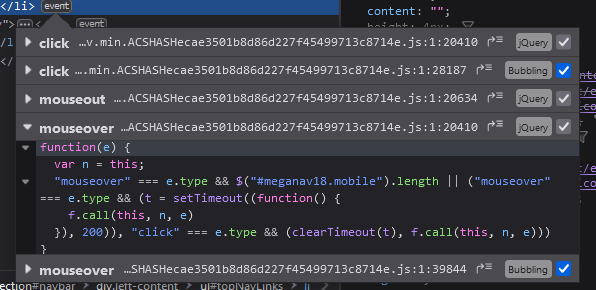 </li> event
content: "";
height: 4px;
click …v.min.ACSHASHecae3501b8d86d227f45499713c8714e.js:1:20410 jQuery
click ….min.ACSHASHecae3501b8d86d227f45499713c8714e.js:1:28187 Bubbling
mouseout …ACSHASHecae3501b8d86d227f45499713c8714e.js:1:20634 jQuery
mouseover …ACSHASHecae3501b8d86d227f45499713c8714e.js:1:20410 jQuery
function(e) {
var n = this;
"mouseover" === e.type && $("#meganav18.mobile").length || ("mouseover"
=== e.type && (t = setTimeout((function() {
f.call(this, n, e)
}), 200)), "click" === e.type && (clearTimeout(t), f.call(this, n, e)))
}
mouseover …SHASHecae3501b8d86d227f45499713c8714e.js:1:39844 Bubbling
ection#navbar div.left-content ul#topNavLinks li